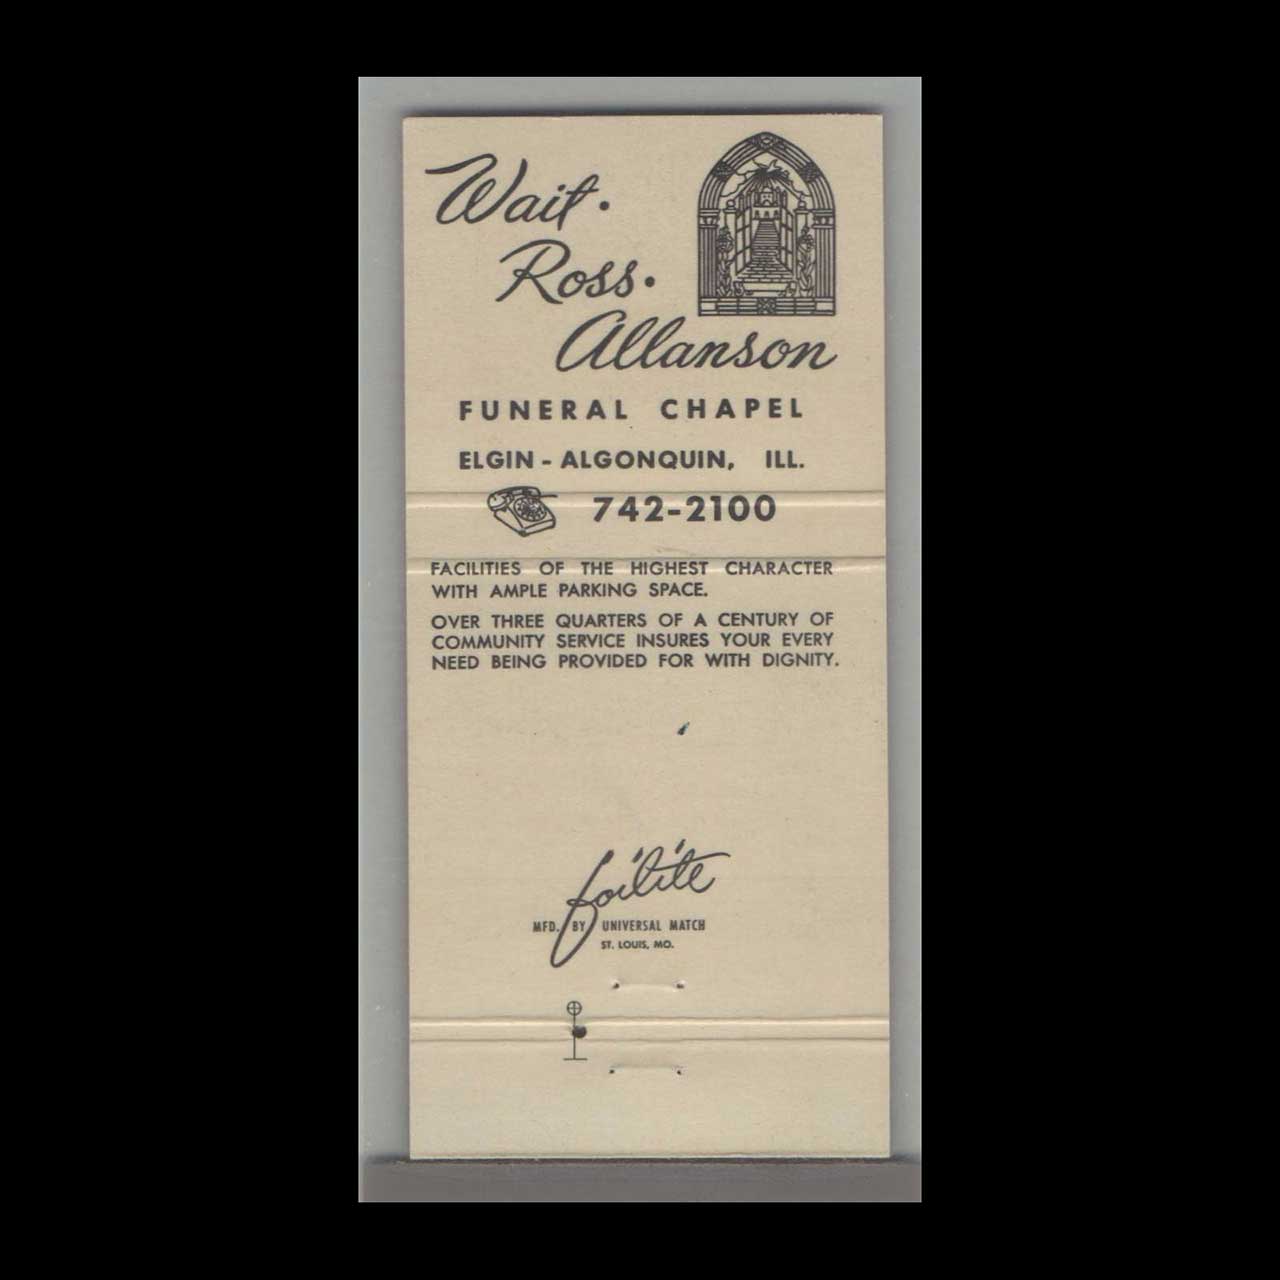 Wait ·
Ross ·
Allanson
FUNERAL CHAPEL
ELGIN - ALGONQUIN, ILL.
742-2100
FACILITIES OF THE HIGHEST CHARACTER
WITH AMPLE PARKING SPACE.
OVER THREE QUARTERS OF A CENTURY OF
COMMUNITY SERVICE INSURES YOUR EVERY
NEED BEING PROVIDED FOR WITH DIGNITY.
foilite
MFD. BY UNIVERSAL MATCH
ST. LOUIS, MO.